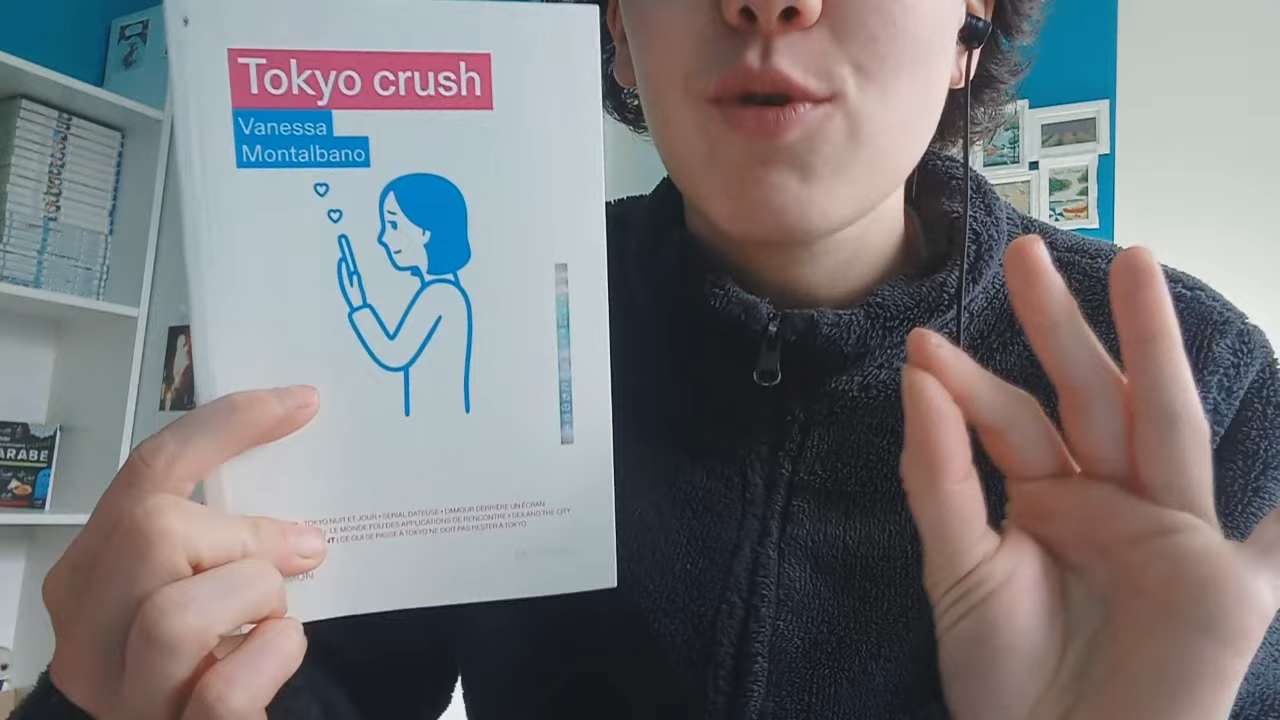 Tokyo crush
Vanessa
Montalbano
TOKYO NUIT ET JOUR • SERIAL DATEUSE • L'AMOUR DERRIÈRE UN ÉCRAN
LE MONDE FOU DES APPLICATIONS DE RENCONTRE • SEX AND THE CITY
CE QUI SE PASSE À TOKYO NE DOIT PAS RESTER À TOKYO
ARABE